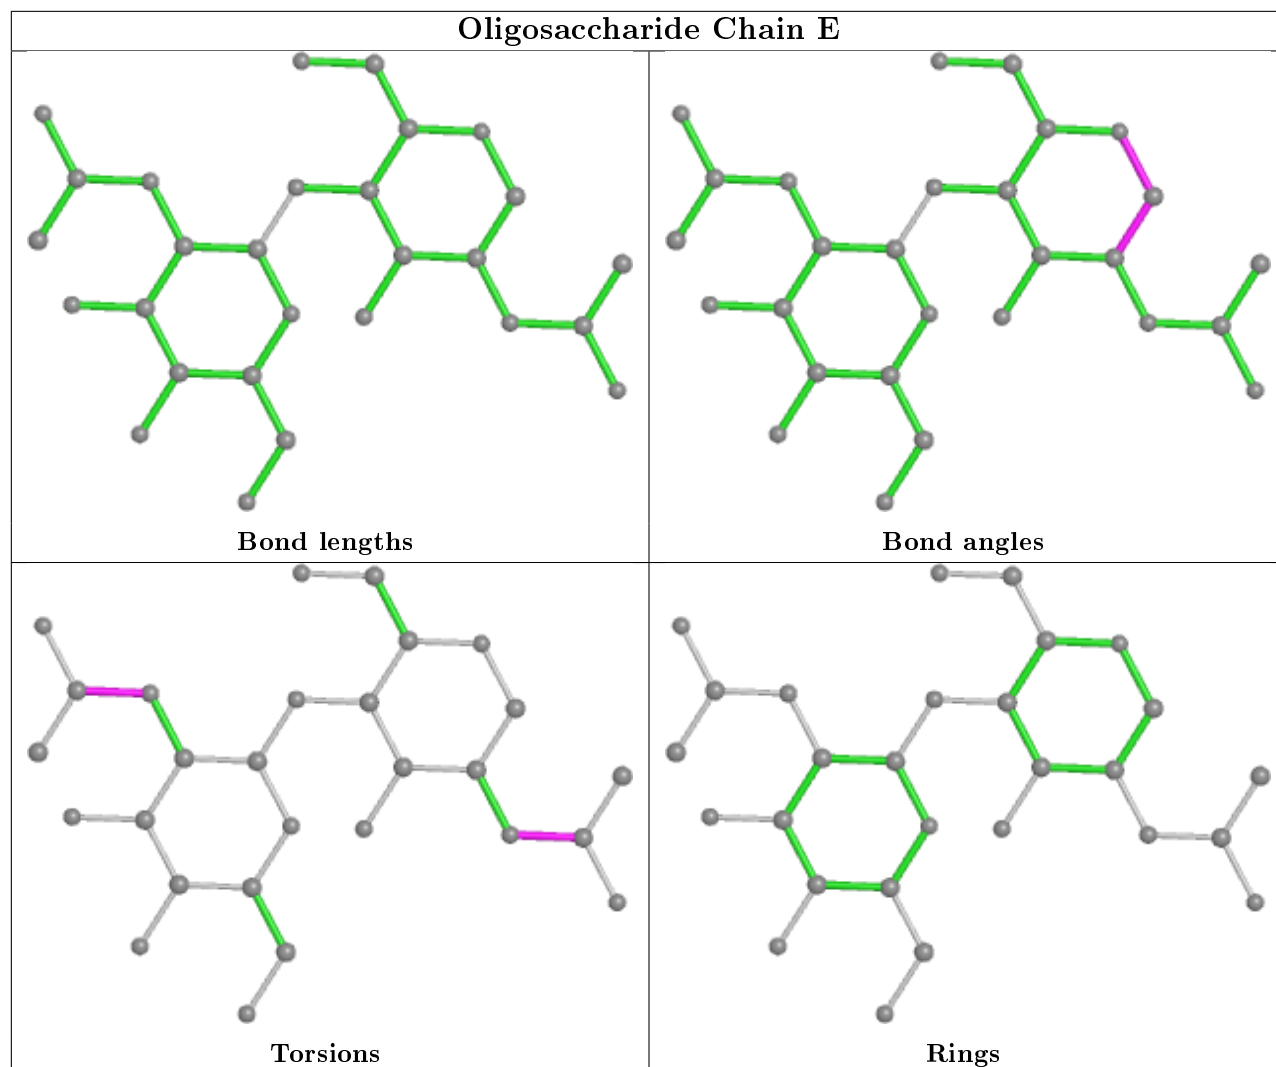 Oligosaccharide Chain E
Bond lengths
Bond angles
Torsions
Rings